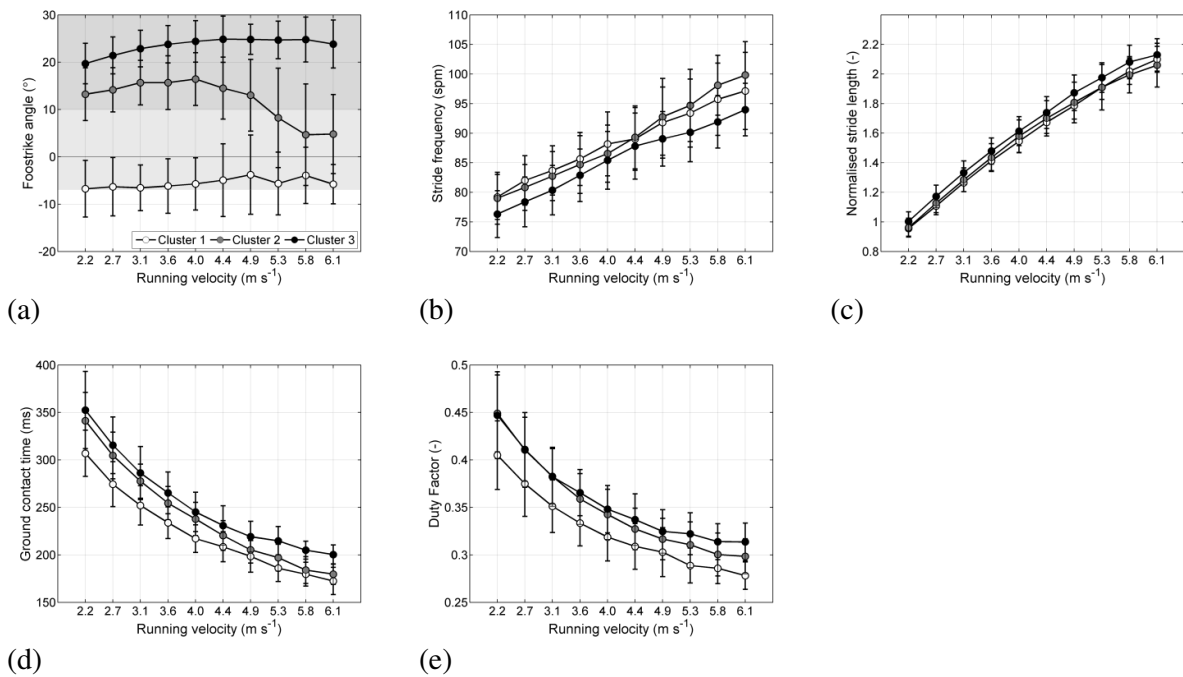 30
20
10
0
-10
-20
Foostrike angle (°)
Cluster 1 Cluster 2 Cluster 3
2.2 2.7 3.1 3.6 4.0 4.4 4.9 5.3 5.8 6.1
Running velocity (m s⁻¹)
(a)
110
105
100
95
90
85
80
75
70
Stride frequency (spm)
2.2 2.7 3.1 3.6 4.0 4.4 4.9 5.3 5.8 6.1
Running velocity (m s⁻¹)
(b)
2.2
2
1.8
1.6
1.4
1.2
1
0.8
Normalised stride length (-)
2.2 2.7 3.1 3.6 4.0 4.4 4.9 5.3 5.8 6.1
Running velocity (m s⁻¹)
(c)
400
350
300
250
200
150
Ground contact time (ms)
2.2 2.7 3.1 3.6 4.0 4.4 4.9 5.3 5.8 6.1
Running velocity (m s⁻¹)
(d)
0.5
0.45
0.4
0.35
0.3
0.25
Duty Factor (-)
2.2 2.7 3.1 3.6 4.0 4.4 4.9 5.3 5.8 6.1
Running velocity (m s⁻¹)
(e)